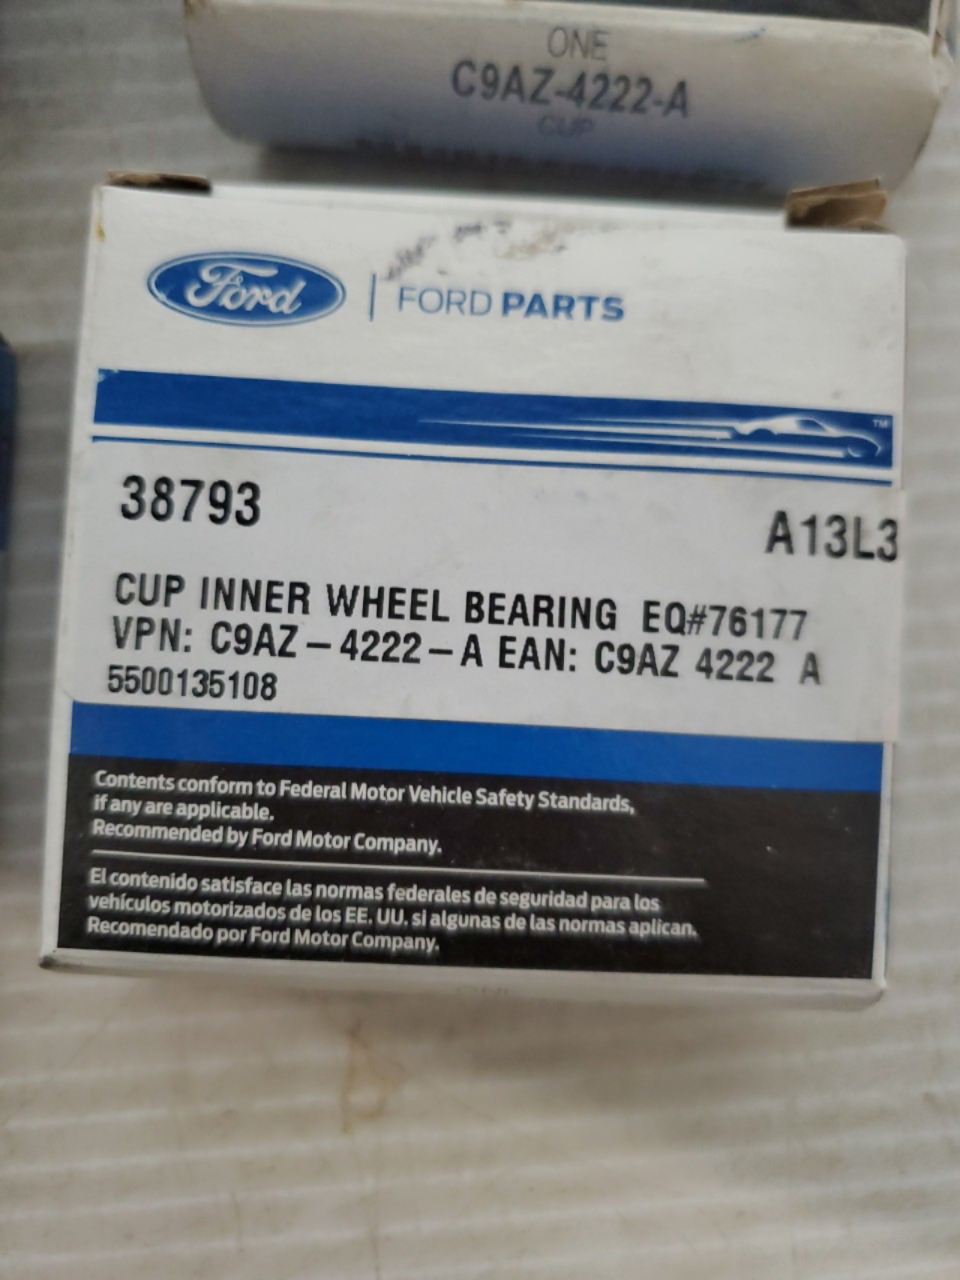 ONE
C9AZ-4222-A
CUP
Ford | FORD PARTS
TM
38793 A13L3
CUP INNER WHEEL BEARING EQ#76177
VPN: C9AZ-4222-A EAN: C9AZ 4222 A
5500135108
Contents conform to Federal Motor Vehicle Safety Standards,
if any are applicable.
Recommended by Ford Motor Company.
El contenido satisface las normas federales de seguridad para los
vehículos motorizados de los EE. UU. si algunas de las normas aplican.
Recomendado por Ford Motor Company.